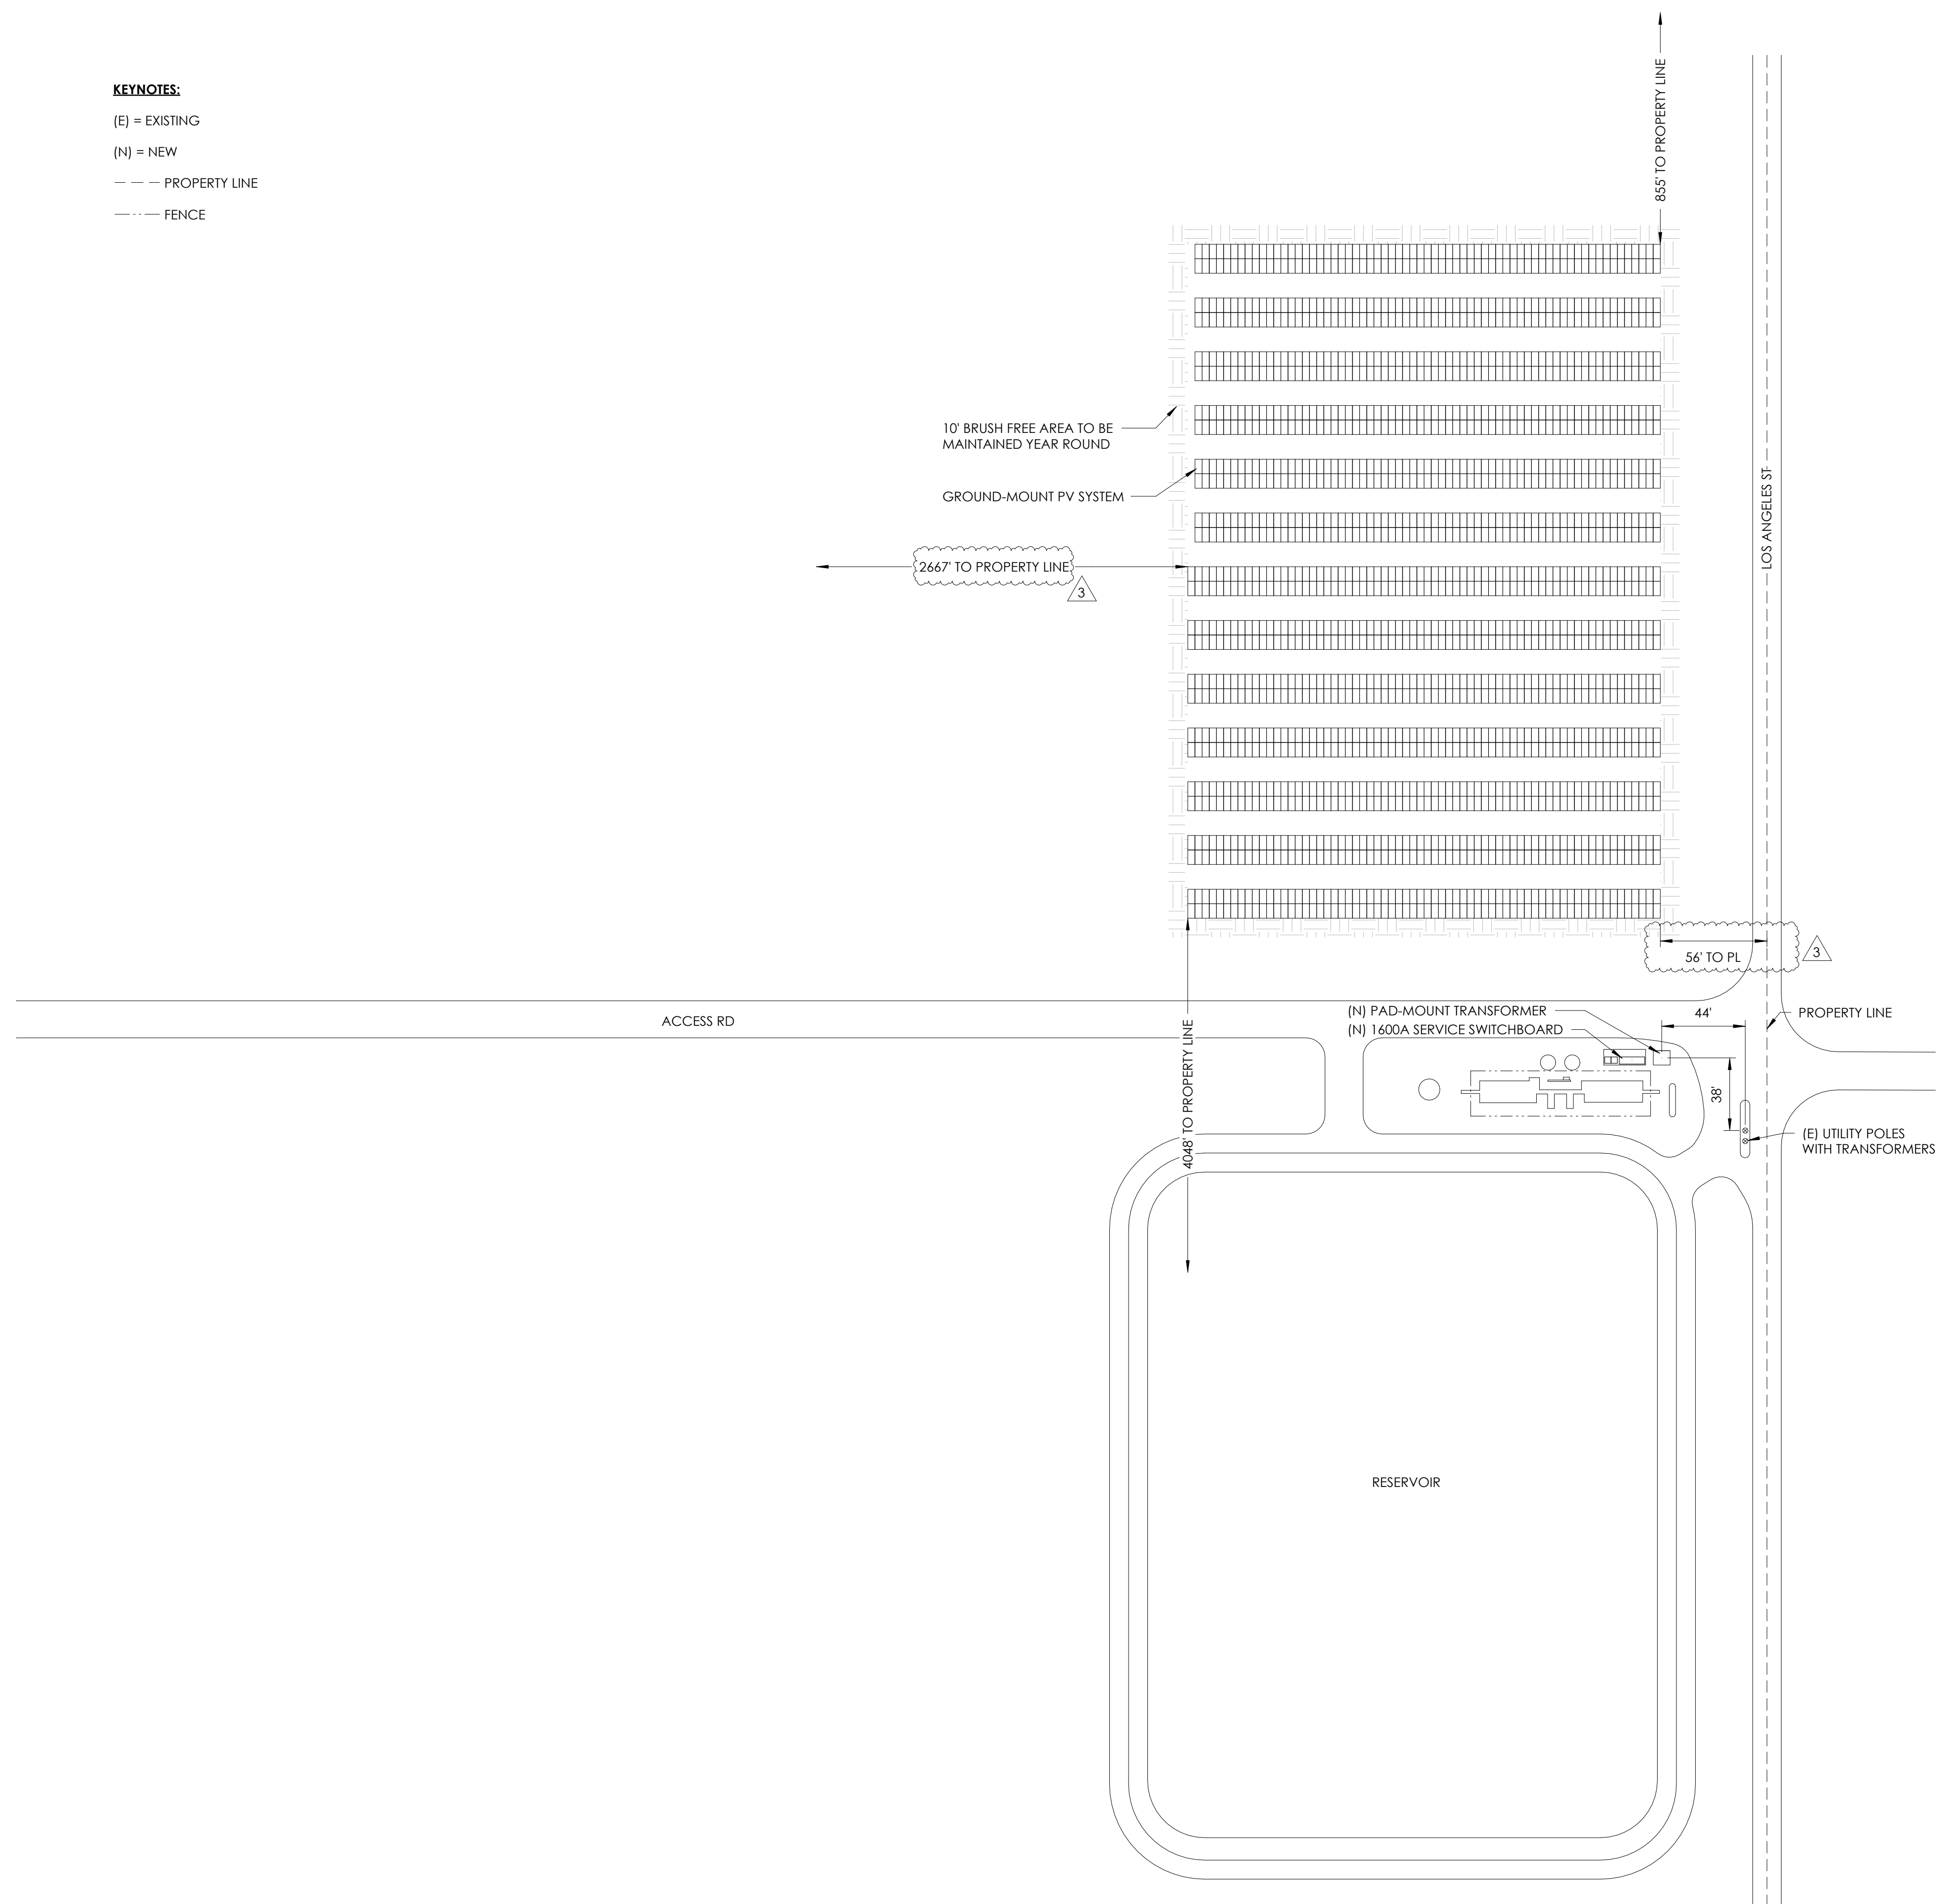 KEYNOTES:
(E) = EXISTING
(N) = NEW
PROPERTY LINE
FENCE
855' TO PROPERTY LINE
LOS ANGELES ST
10' BRUSH FREE AREA TO BE
MAINTAINED YEAR ROUND
GROUND-MOUNT PV SYSTEM
2667' TO PROPERTY LINE
3
56' TO PL
3
ACCESS RD
4048' TO PROPERTY LINE
(N) PAD-MOUNT TRANSFORMER
(N) 1600A SERVICE SWITCHBOARD
44'
PROPERTY LINE
38'
(E) UTILITY POLES
WITH TRANSFORMERS
RESERVOIR